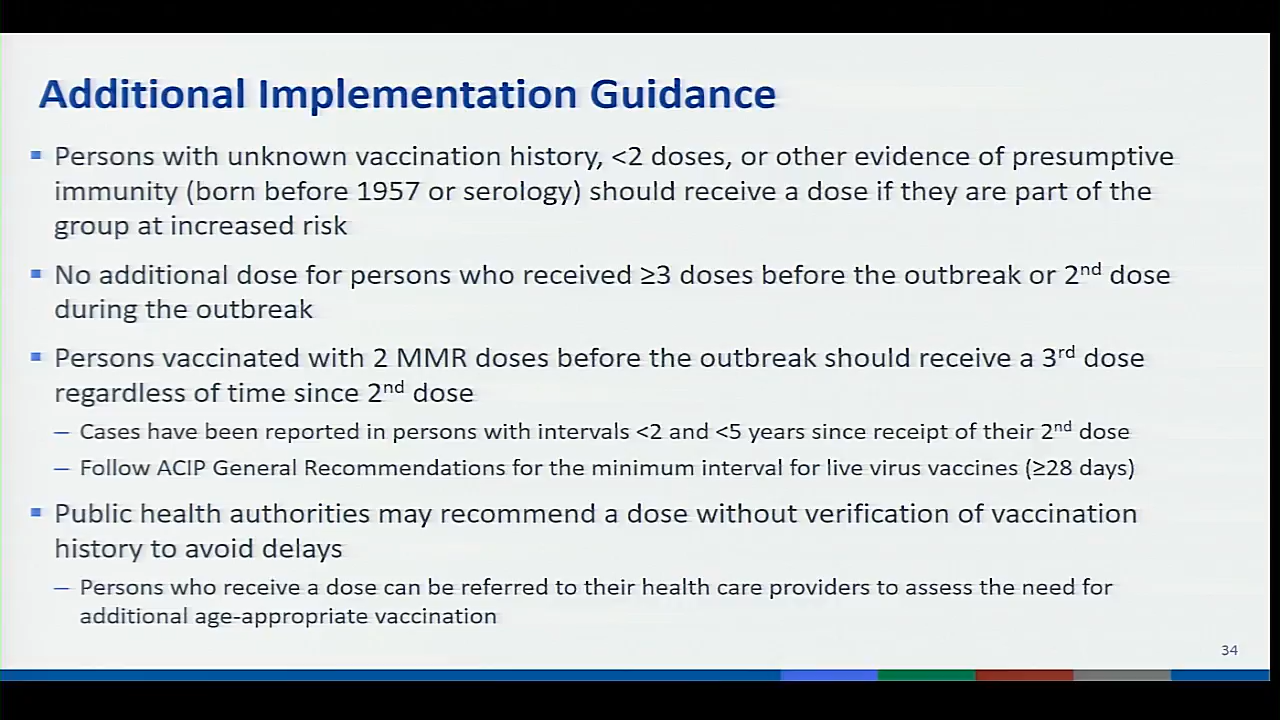 Additional Implementation Guidance
▪ Persons with unknown vaccination history, <2 doses, or other evidence of presumptive
immunity (born before 1957 or serology) should receive a dose if they are part of the
group at increased risk
▪ No additional dose for persons who received ≥3 doses before the outbreak or 2nd dose
during the outbreak
▪ Persons vaccinated with 2 MMR doses before the outbreak should receive a 3rd dose
regardless of time since 2nd dose
– Cases have been reported in persons with intervals <2 and <5 years since receipt of their 2nd dose
– Follow ACIP General Recommendations for the minimum interval for live virus vaccines (≥28 days)
▪ Public health authorities may recommend a dose without verification of vaccination
history to avoid delays
– Persons who receive a dose can be referred to their health care providers to assess the need for
additional age-appropriate vaccination
34